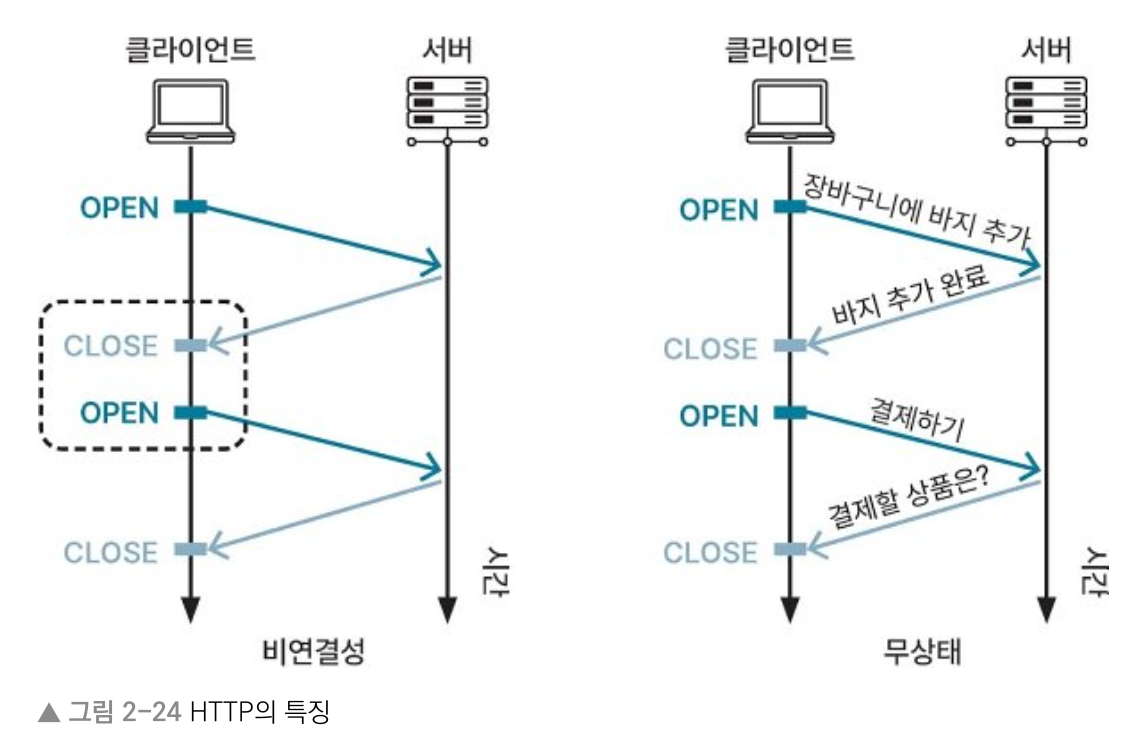 클라이언트
서버
OPEN
CLOSE
OPEN
CLOSE
시간
비연결성
클라이언트
서버
OPEN
장바구니에 바지 추가
바지 추가 완료
CLOSE
OPEN
결제하기
결제할 상품은?
CLOSE
시간
무상태
▲ 그림 2-24 HTTP의 특징